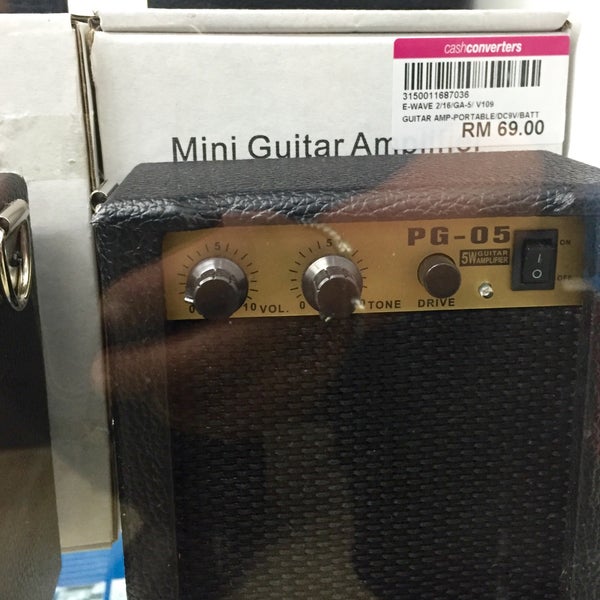 cashconverters
3150011687036
E-WAVE 2/16/GA-5/ V109
GUITAR AMP-PORTABLE/DC9V/BATT
RM 69.00
Mini Guitar Amplifier
PG-05
5W GUITAR AMPLIFIER
ON
OFF
5
0
10
VOL.
5
0
TONE
DRIVE
I
O